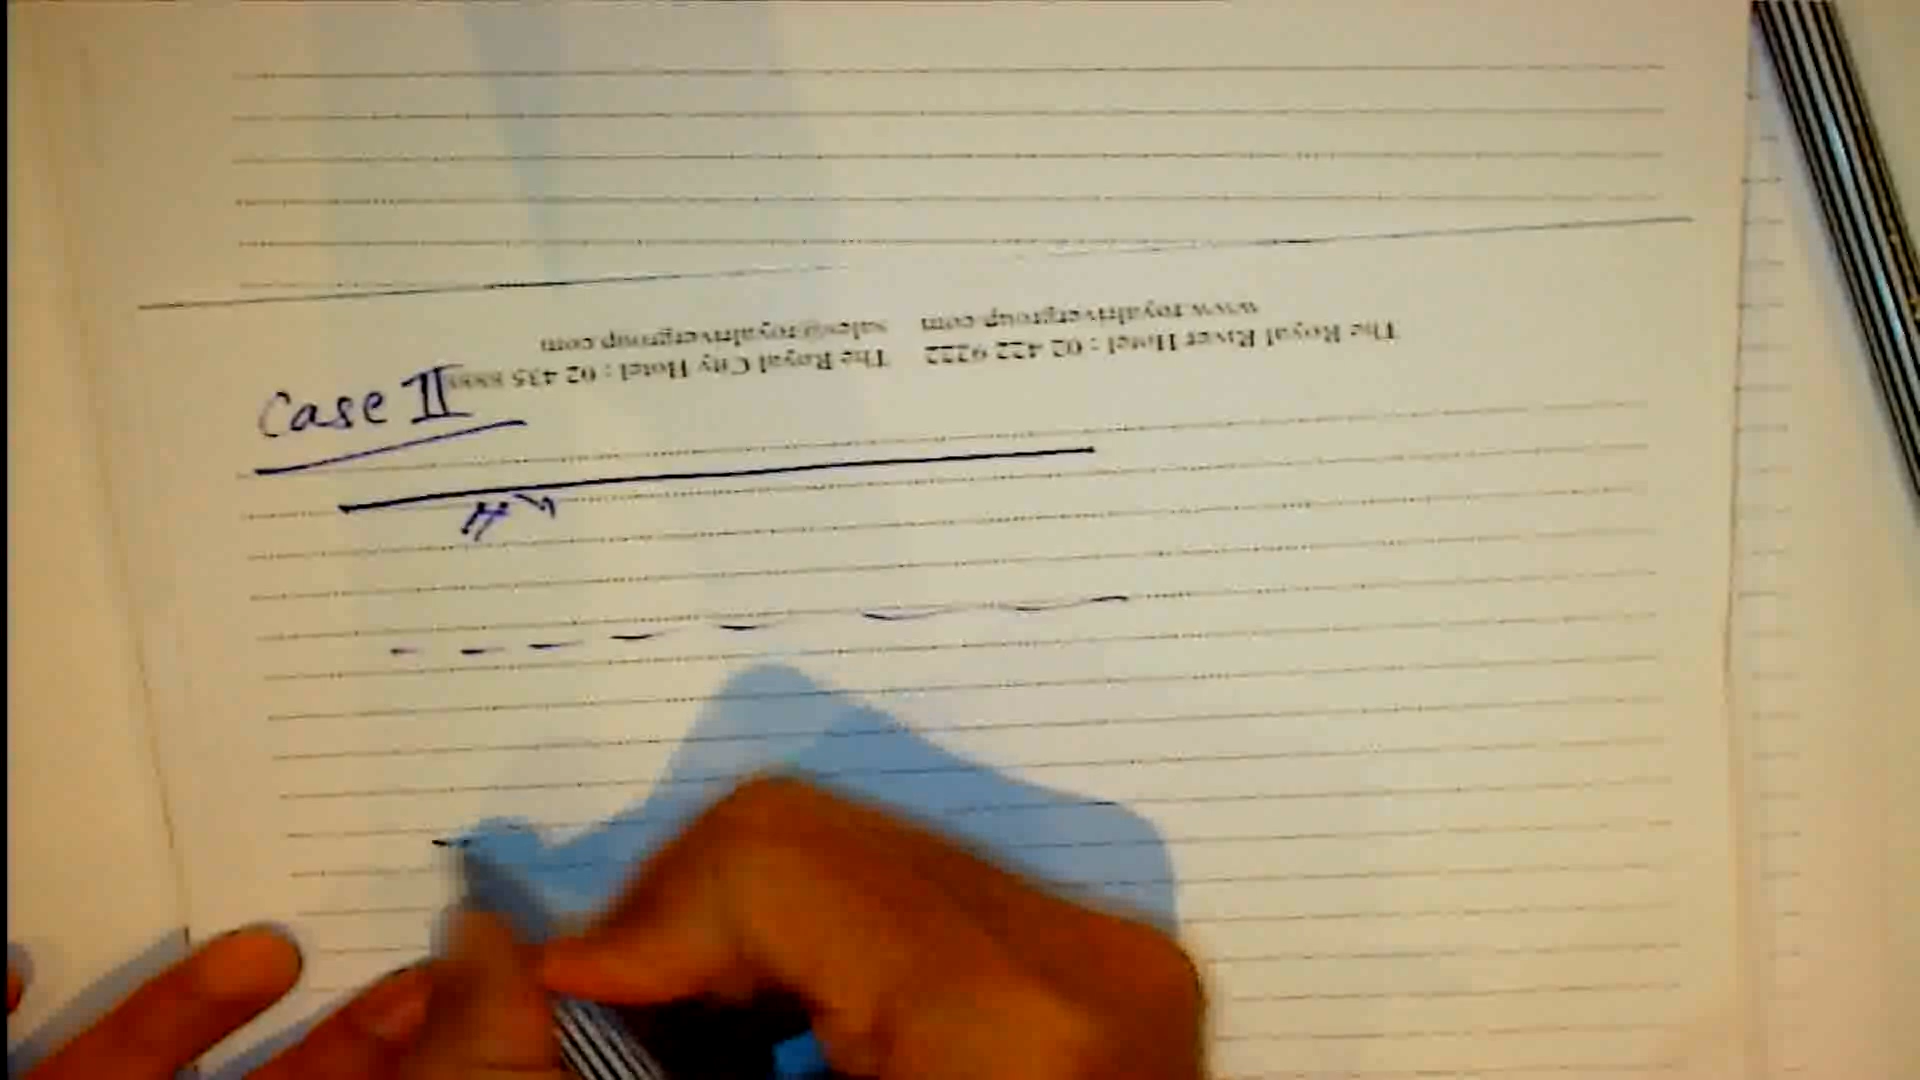 www.royalrivergroup.com
sales@royalrivergroup.com
The Royal River Hotel : 02 422 9222
The Royal City Hotel : 02 435 8888
Case II